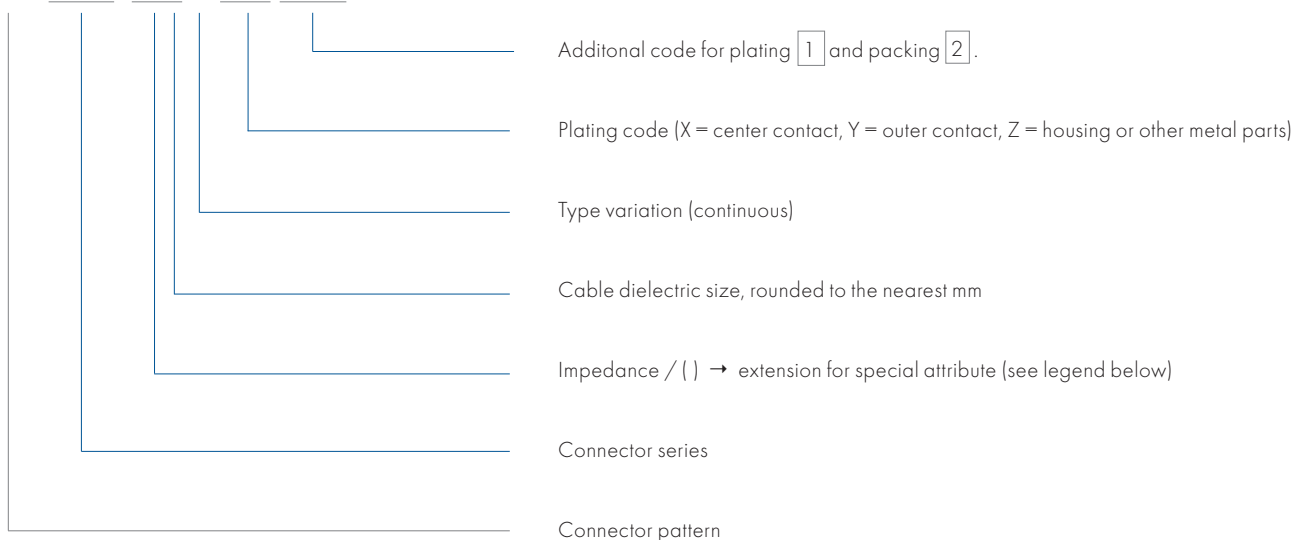 Additonal code for plating 1 and packing 2 .
Plating code (X = center contact, Y = outer contact, Z = housing or other metal parts)
Type variation (continuous)
Cable dielectric size, rounded to the nearest mm
Impedance / ( ) → extension for special attribute (see legend below)
Connector series
Connector pattern